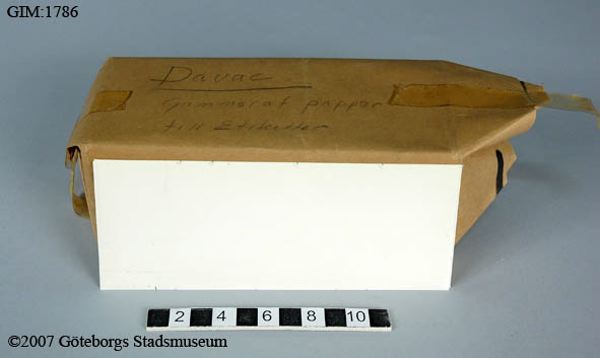 GIM:1786
Davac
Gummerat papper
till Etiketter
2 4 6 8 10
©2007 Göteborgs Stadsmuseum